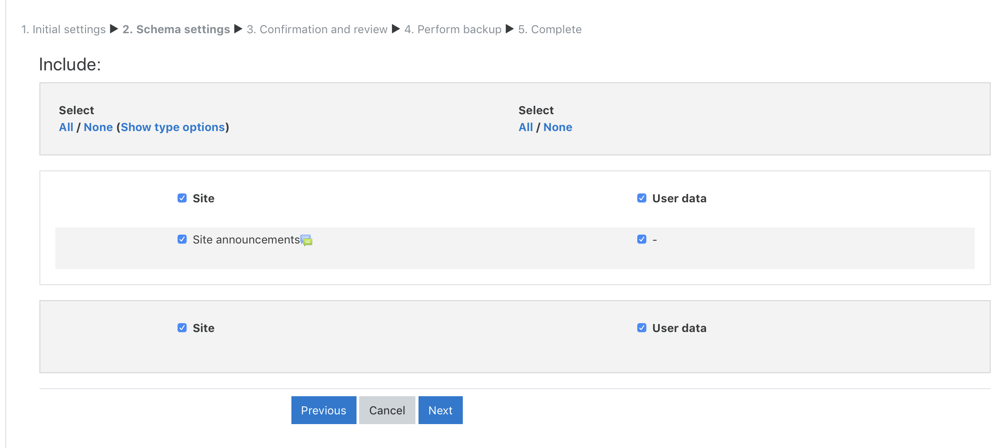 1. Initial settings ▶ 2. Schema settings ▶ 3. Confirmation and review ▶ 4. Perform backup ▶ 5. Complete
Include:
Select
All / None (Show type options)
Select
All / None
Site
User data
Site announcements
-
Site
User data
Previous
Cancel
Next